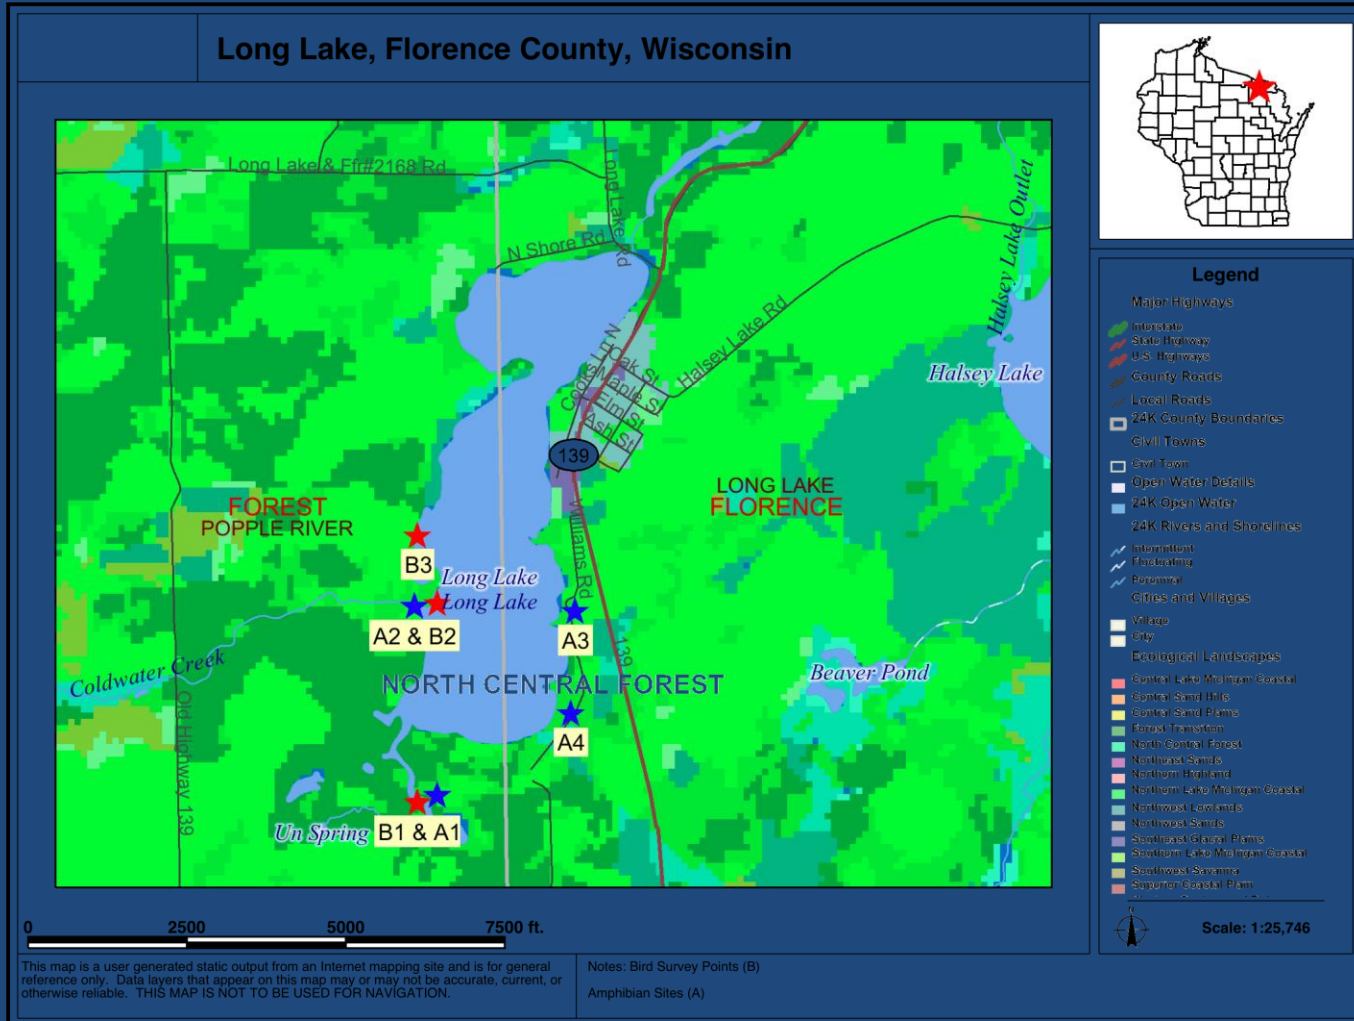 Long Lake, Florence County, Wisconsin
Long Lake & Ffr#2168 Rd
Long Lake Rd
N Shore Rd
Halsey Lake Outlet
Halsey Lake Rd
Cooks Ln N
Oak St
Maple St
Elm St
Ash St
Halsey Lake
139
LONG LAKE
FLORENCE
FOREST
POPPLE RIVER
Williams Rd
B3
Long Lake
Long Lake
A2 & B2
A3
139
Coldwater Creek
Beaver Pond
NORTH CENTRAL FOREST
Old Highway 139
A4
Un Spring
B1 & A1
Legend
Major Highways
Interstate
State Highway
U.S. Highways
County Roads
Local Roads
24K County Boundaries
Civil Towns
Civil Town
Open Water Details
24K Open Water
24K Rivers and Shorelines
Intermittent
Fluctuating
Perennial
Cities and Villages
Village
City
Ecological Landscapes
Central Lake Michigan Coastal
Central Sand Hills
Central Sand Plains
Forest Transition
North Central Forest
Northeast Sands
Northern Highland
Northern Lake Michigan Coastal
Northwest Lowlands
Northwest Sands
Southeast Glacial Plains
Southern Lake Michigan Coastal
Southwest Savanna
Superior Coastal Plain
N
Scale: 1:25,746
0 2500 5000 7500 ft.
This map is a user generated static output from an Internet mapping site and is for general
reference only. Data layers that appear on this map may or may not be accurate, current, or
otherwise reliable. THIS MAP IS NOT TO BE USED FOR NAVIGATION.
Notes: Bird Survey Points (B)
Amphibian Sites (A)